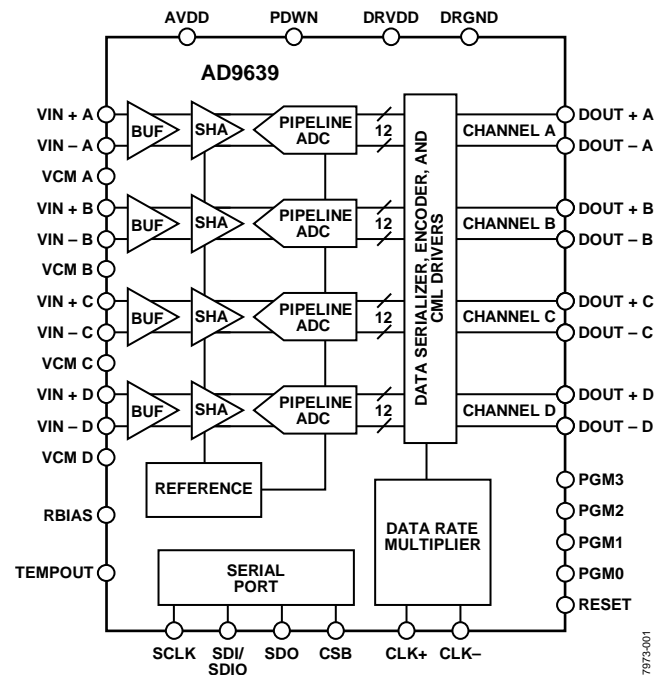 AVDD PDWN DRVDD DRGND
AD9639
VIN + A
BUF SHA PIPELINE ADC 12 CHANNEL A DOUT + A
VIN – A DOUT – A
VCM A
VIN + B
BUF SHA PIPELINE ADC 12 CHANNEL B DOUT + B
VIN – B DOUT – B
VCM B
VIN + C
BUF SHA PIPELINE ADC 12 CHANNEL C DOUT + C
VIN – C DOUT – C
VCM C
VIN + D
BUF SHA PIPELINE ADC 12 CHANNEL D DOUT + D
VIN – D DOUT – D
VCM D
DATA SERIALIZER, ENCODER, AND
CML DRIVERS
REFERENCE
RBIAS
TEMPOUT
DATA RATE
MULTIPLIER
PGM3
PGM2
PGM1
PGM0
RESET
SERIAL
PORT
SCLK SDI/ SDO CSB CLK+ CLK–
SDIO
7973-001